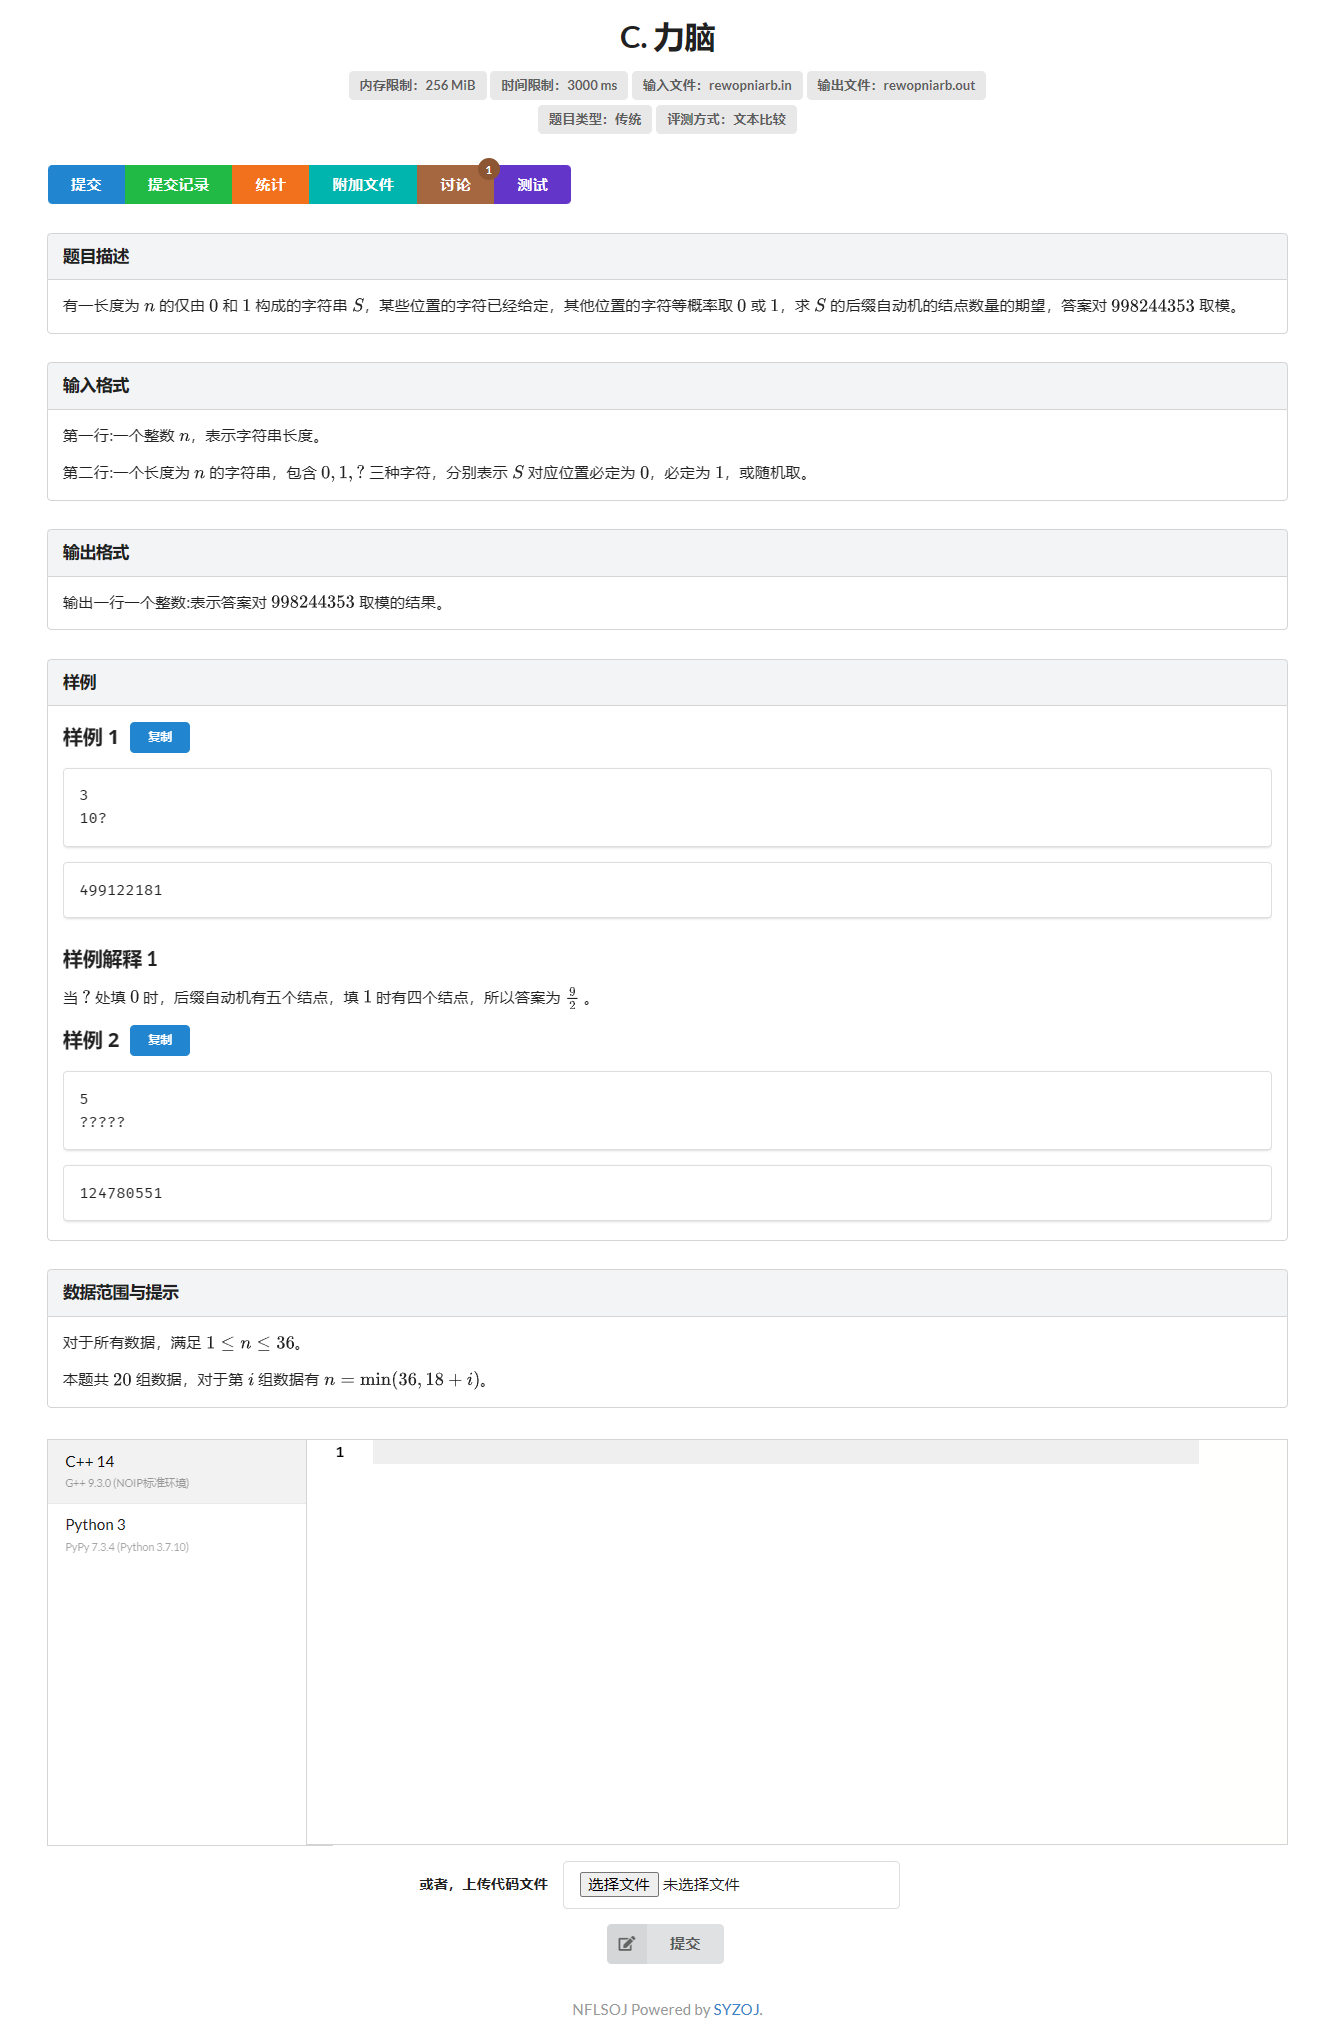 C. 力脑
内存限制：256 MiB
时间限制：3000 ms
输入文件：rewopniarb.in
输出文件：rewopniarb.out
题目类型：传统
评测方式：文本比较
提交
提交记录
统计
附加文件
讨论
1
测试
题目描述
有一长度为 n 的仅由 0 和 1 构成的字符串 S，某些位置的字符已经给定，其他位置的字符等概率取 0 或 1，求 S 的后缀自动机的结点数量的期望，答案对 998244353 取模。
输入格式
第一行:一个整数 n，表示字符串长度。
第二行:一个长度为 n 的字符串，包含 0, 1, ? 三种字符，分别表示 S 对应位置必定为 0，必定为 1，或随机取。
输出格式
输出一行一个整数:表示答案对 998244353 取模的结果。
样例
样例 1
复制
3
10?
499122181
样例解释 1
当 ? 处填 0 时，后缀自动机有五个结点，填 1 时有四个结点，所以答案为 9/2 。
样例 2
复制
5
?????
124780551
数据范围与提示
对于所有数据，满足 1 ≤ n ≤ 36。
本题共 20 组数据，对于第 i 组数据有 n = min(36, 18 + i)。
C++ 14
G++ 9.3.0 (NOIP标准环境)
Python 3
PyPy 7.3.4 (Python 3.7.10)
1
或者，上传代码文件
选择文件 未选择文件
提交
NFLSOJ Powered by SYZOJ.